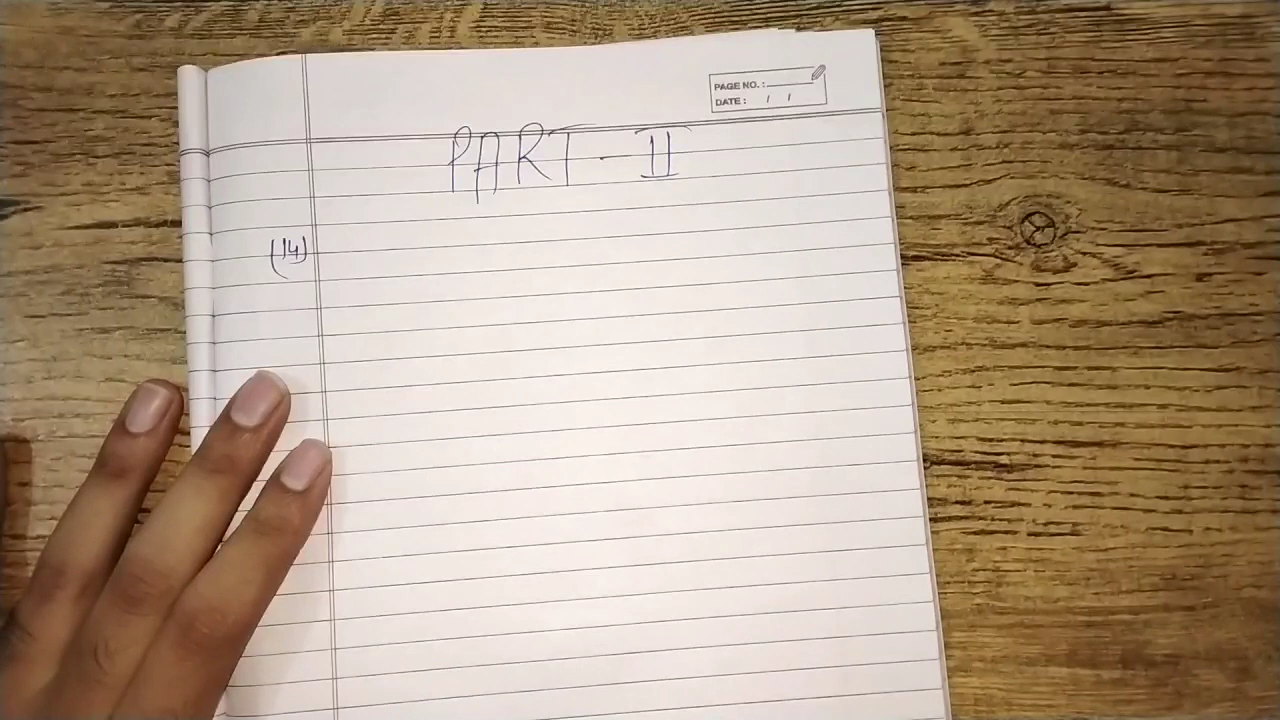 PAGE NO. :
DATE : / /
PART - II
(14)